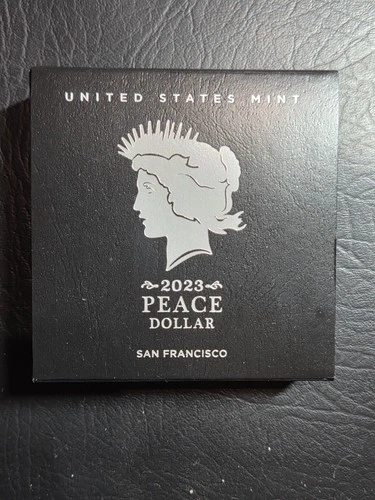 UNITED STATES MINT
2023
PEACE
DOLLAR
SAN FRANCISCO